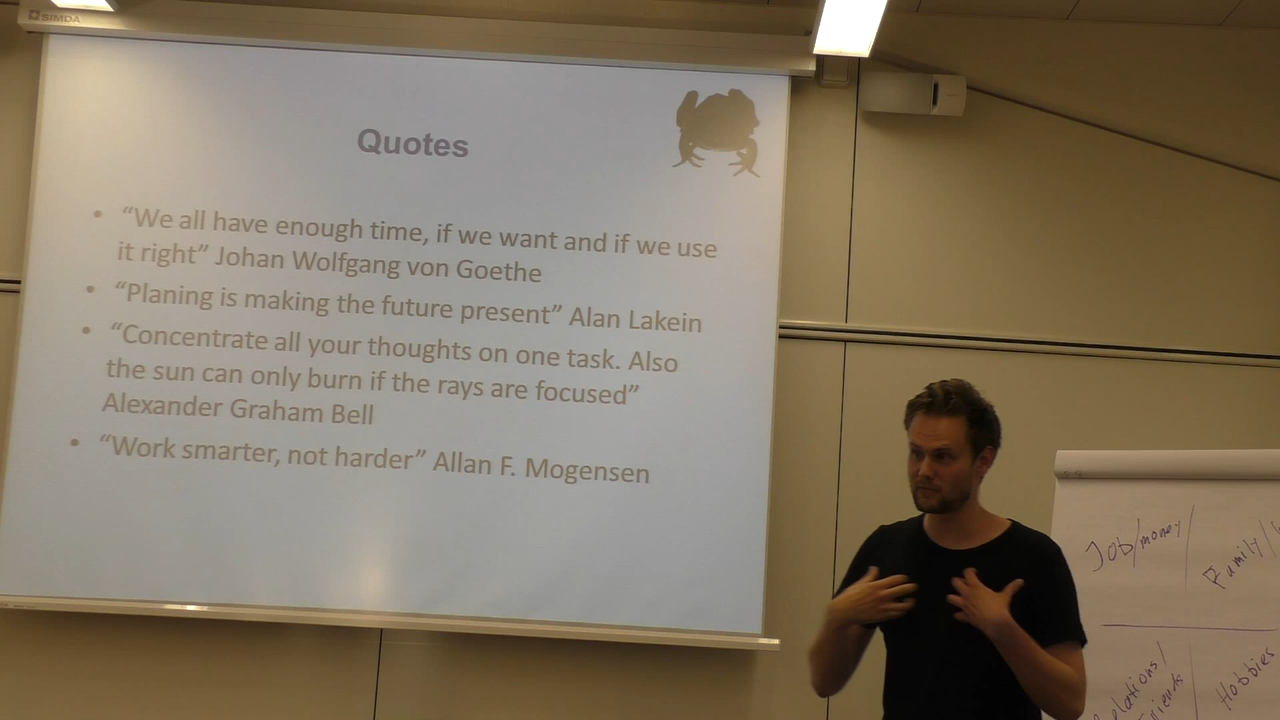 SIMDA
Quotes
• “We all have enough time, if we want and if we use
it right” Johan Wolfgang von Goethe
• “Planing is making the future present” Alan Lakein
• “Concentrate all your thoughts on one task. Also
the sun can only burn if the rays are focused”
Alexander Graham Bell
• “Work smarter, not harder” Allan F. Mogensen
Job/money
Family/
Hobbies